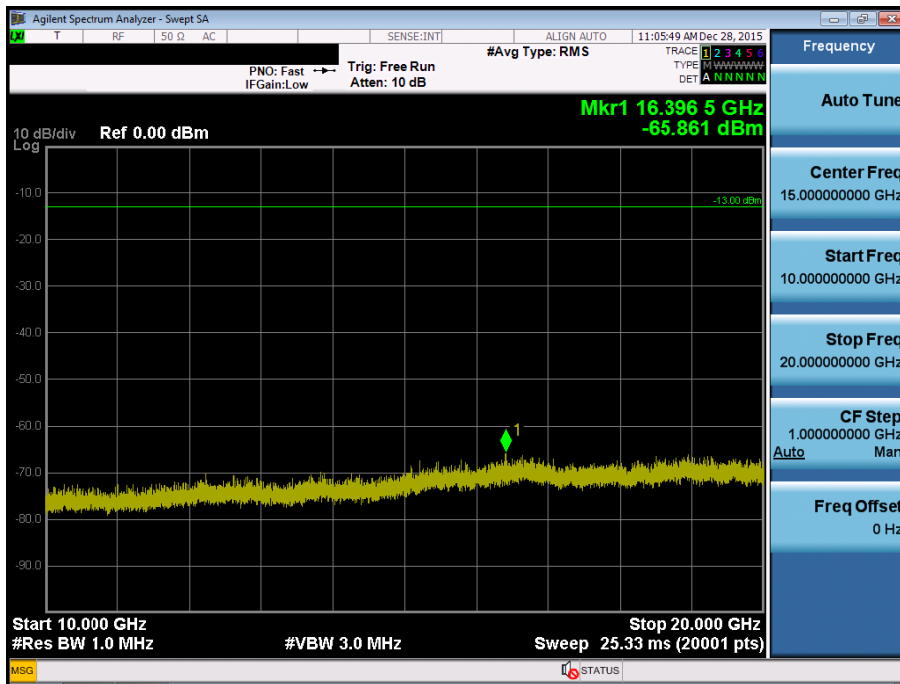 Agilent Spectrum Analyzer - Swept SA
LXI T RF 50 Ω AC SENSE:INT ALIGN AUTO 11:05:49 AM Dec 28, 2015
PNO: Fast Trig: Free Run #Avg Type: RMS TRACE 1 2 3 4 5 6
IFGain:Low Atten: 10 dB TYPE M WWWWW
DET A N N N N N
Mkr1 16.396 5 GHz
-65.861 dBm
10 dB/div Ref 0.00 dBm
Log
-10.0
-13.00 dBm
-20.0
-30.0
-40.0
-50.0
-60.0
1
-70.0
-80.0
-90.0
Start 10.000 GHz Stop 20.000 GHz
#Res BW 1.0 MHz #VBW 3.0 MHz Sweep 25.33 ms (20001 pts)
MSG STATUS
Frequency
Auto Tune
Center Freq
15.000000000 GHz
Start Freq
10.000000000 GHz
Stop Freq
20.000000000 GHz
CF Step
1.000000000 GHz
Auto Man
Freq Offset
0 Hz